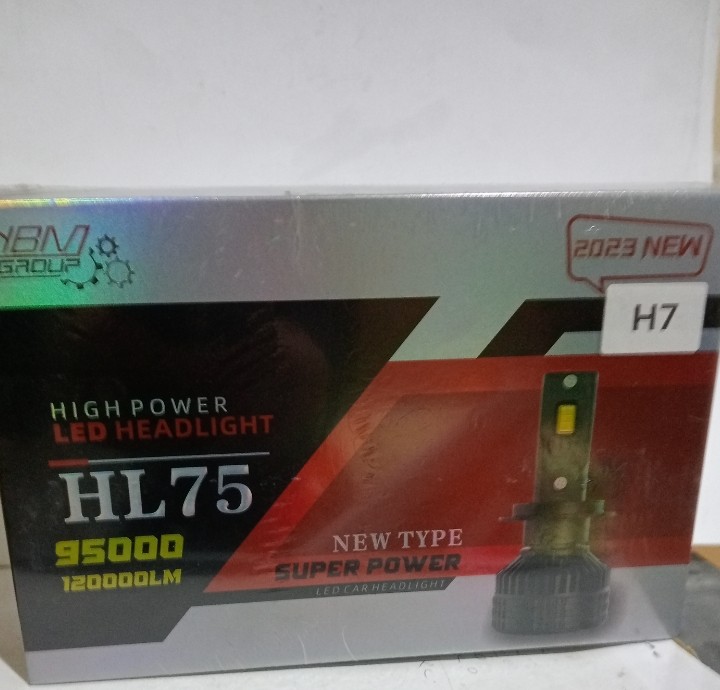 GROUP
2023 NEW
H7
HIGH POWER
LED HEADLIGHT
HL75
95000
120000LM
NEW TYPE
SUPER POWER
LED CAR HEADLIGHT